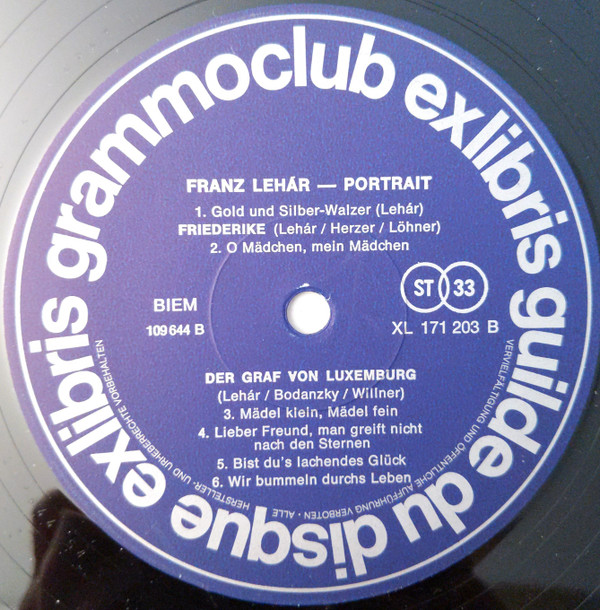 grammoclub exlibris guilde du disque exlibris
FRANZ LEHÁR — PORTRAIT
1. Gold und Silber-Walzer (Lehár)
FRIEDERIKE (Lehár / Herzer / Löhner)
2. O Mädchen, mein Mädchen
BIEM
109 644 B
ST 33
XL 171 203 B
DER GRAF VON LUXEMBURG
(Lehár / Bodanzky / Willner)
3. Mädel klein, Mädel fein
4. Lieber Freund, man greift nicht
nach den Sternen
5. Bist du's lachendes Glück
6. Wir bummeln durchs Leben
ALLE HERSTELLER- UND URHEBERRECHTE VORBEHALTEN
VERVIELFÄLTIGUNG UND ÖFFENTLICHE AUFFÜHRUNG VERBOTEN •